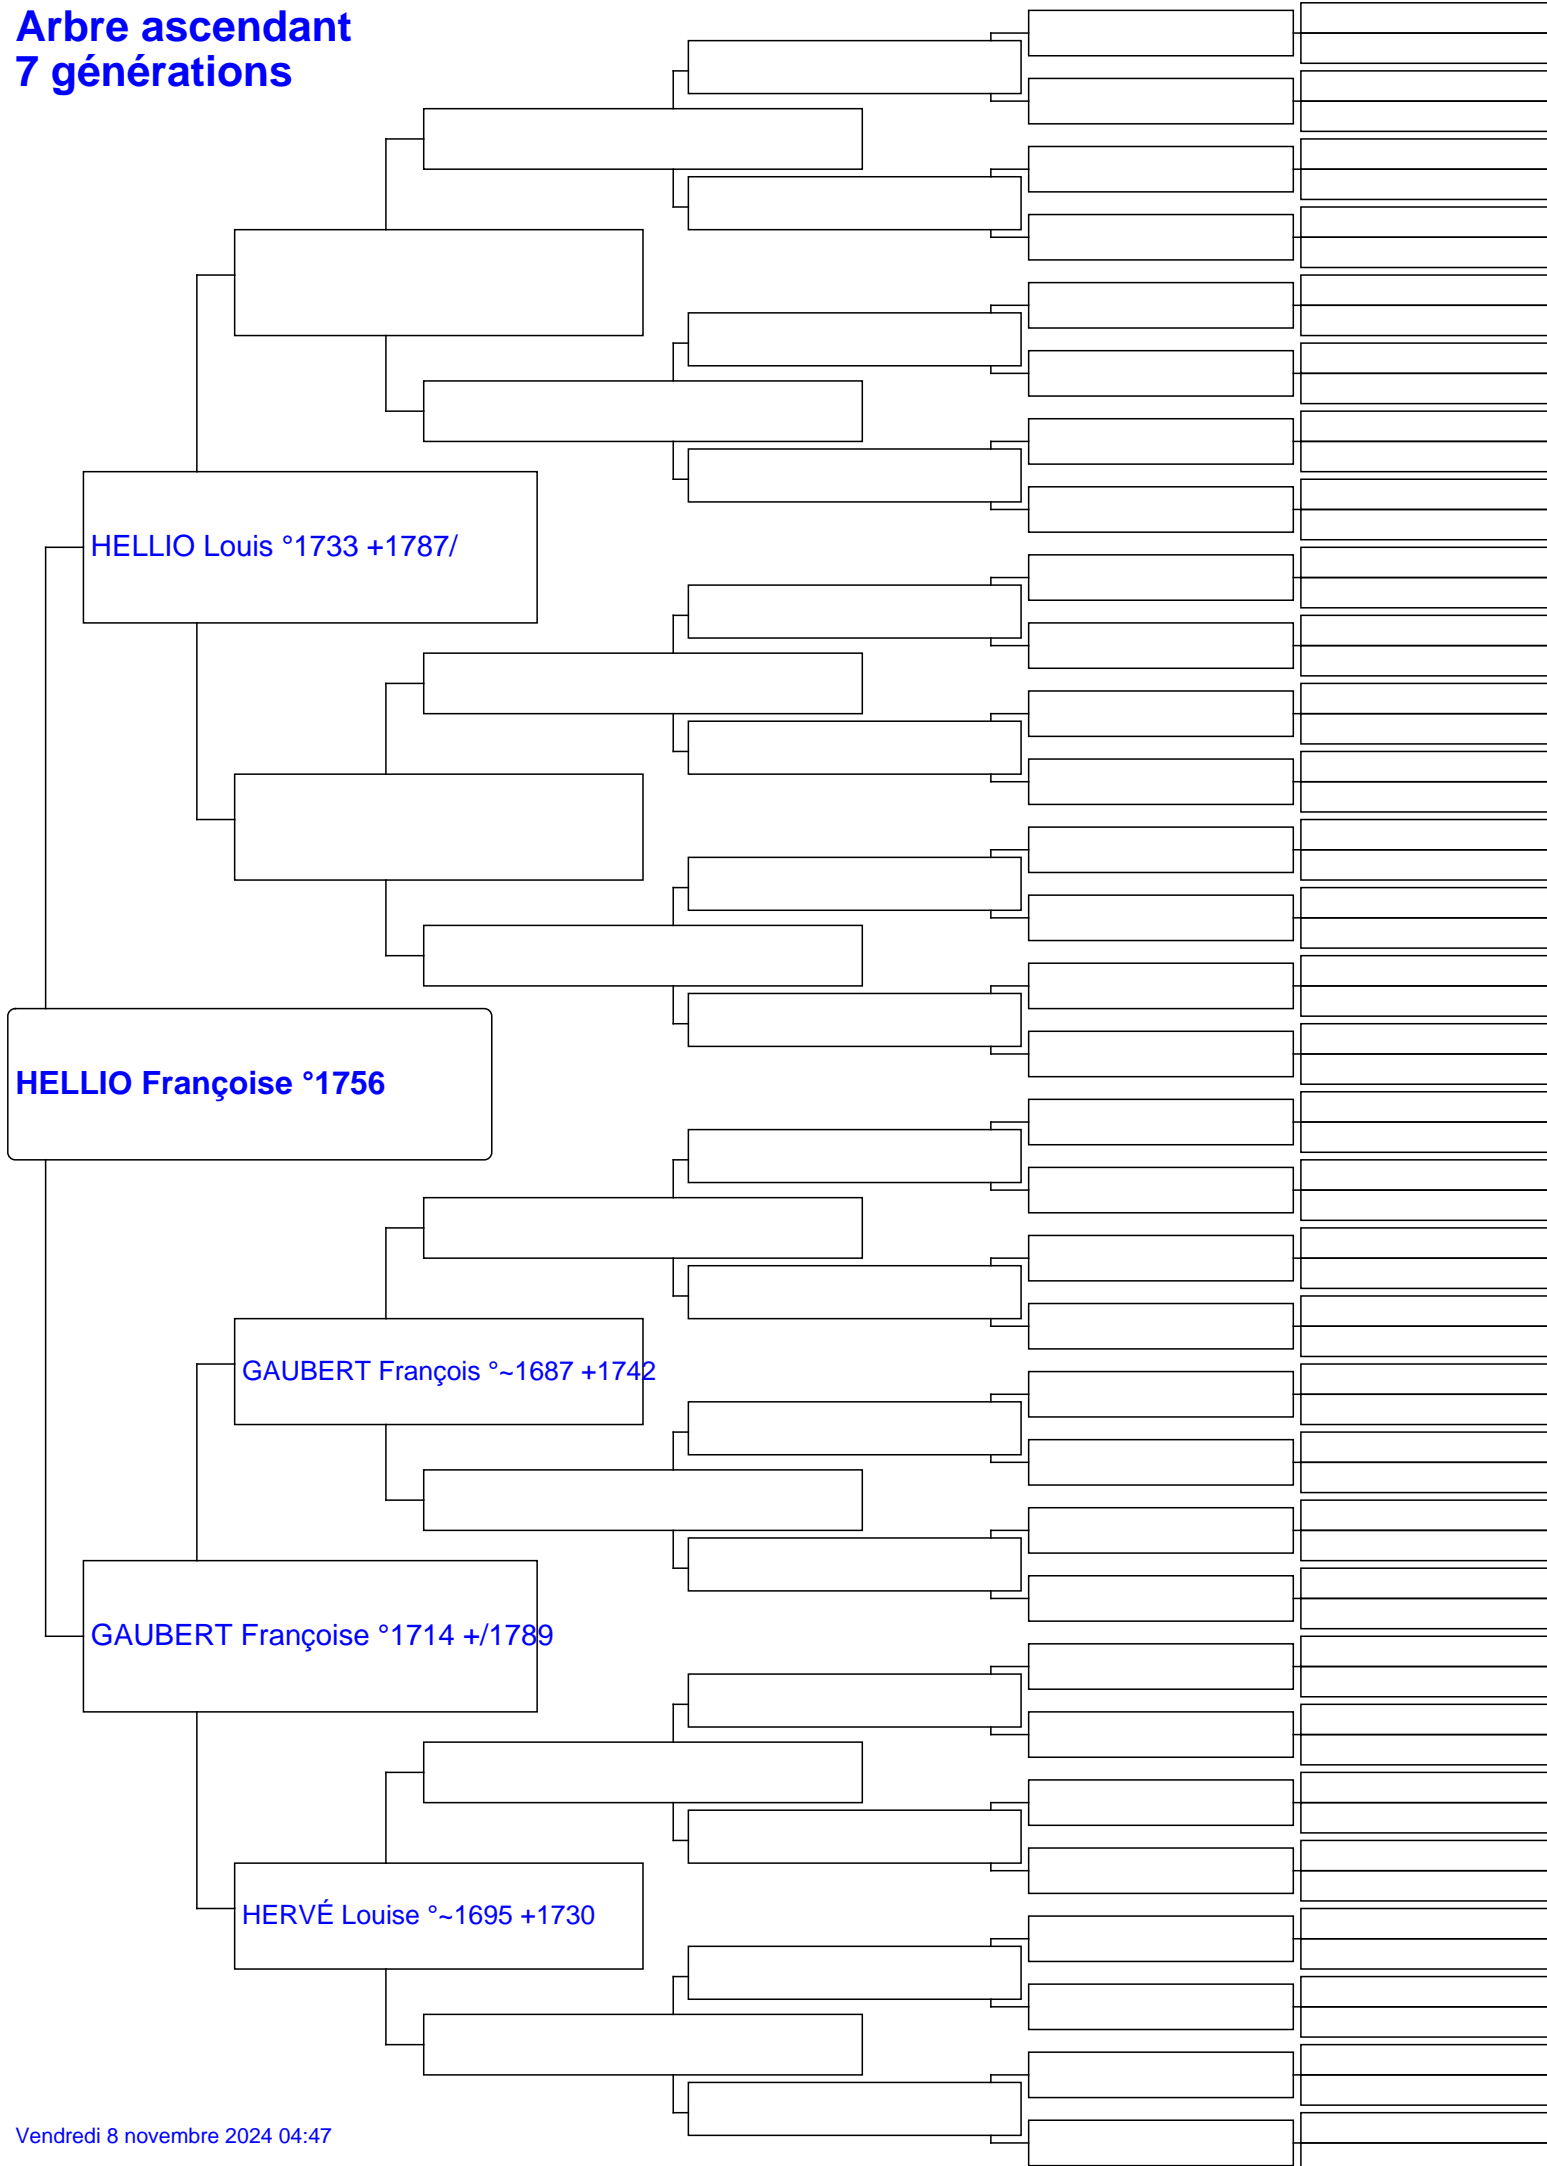 Arbre ascendant
7 générations
HELLIO Louis °1733 +1787/
HELLIO Françoise °1756
GAUBERT François °~1687 +1742
GAUBERT Françoise °1714 +/1789
HERVÉ Louise °~1695 +1730
Vendredi 8 novembre 2024 04:47